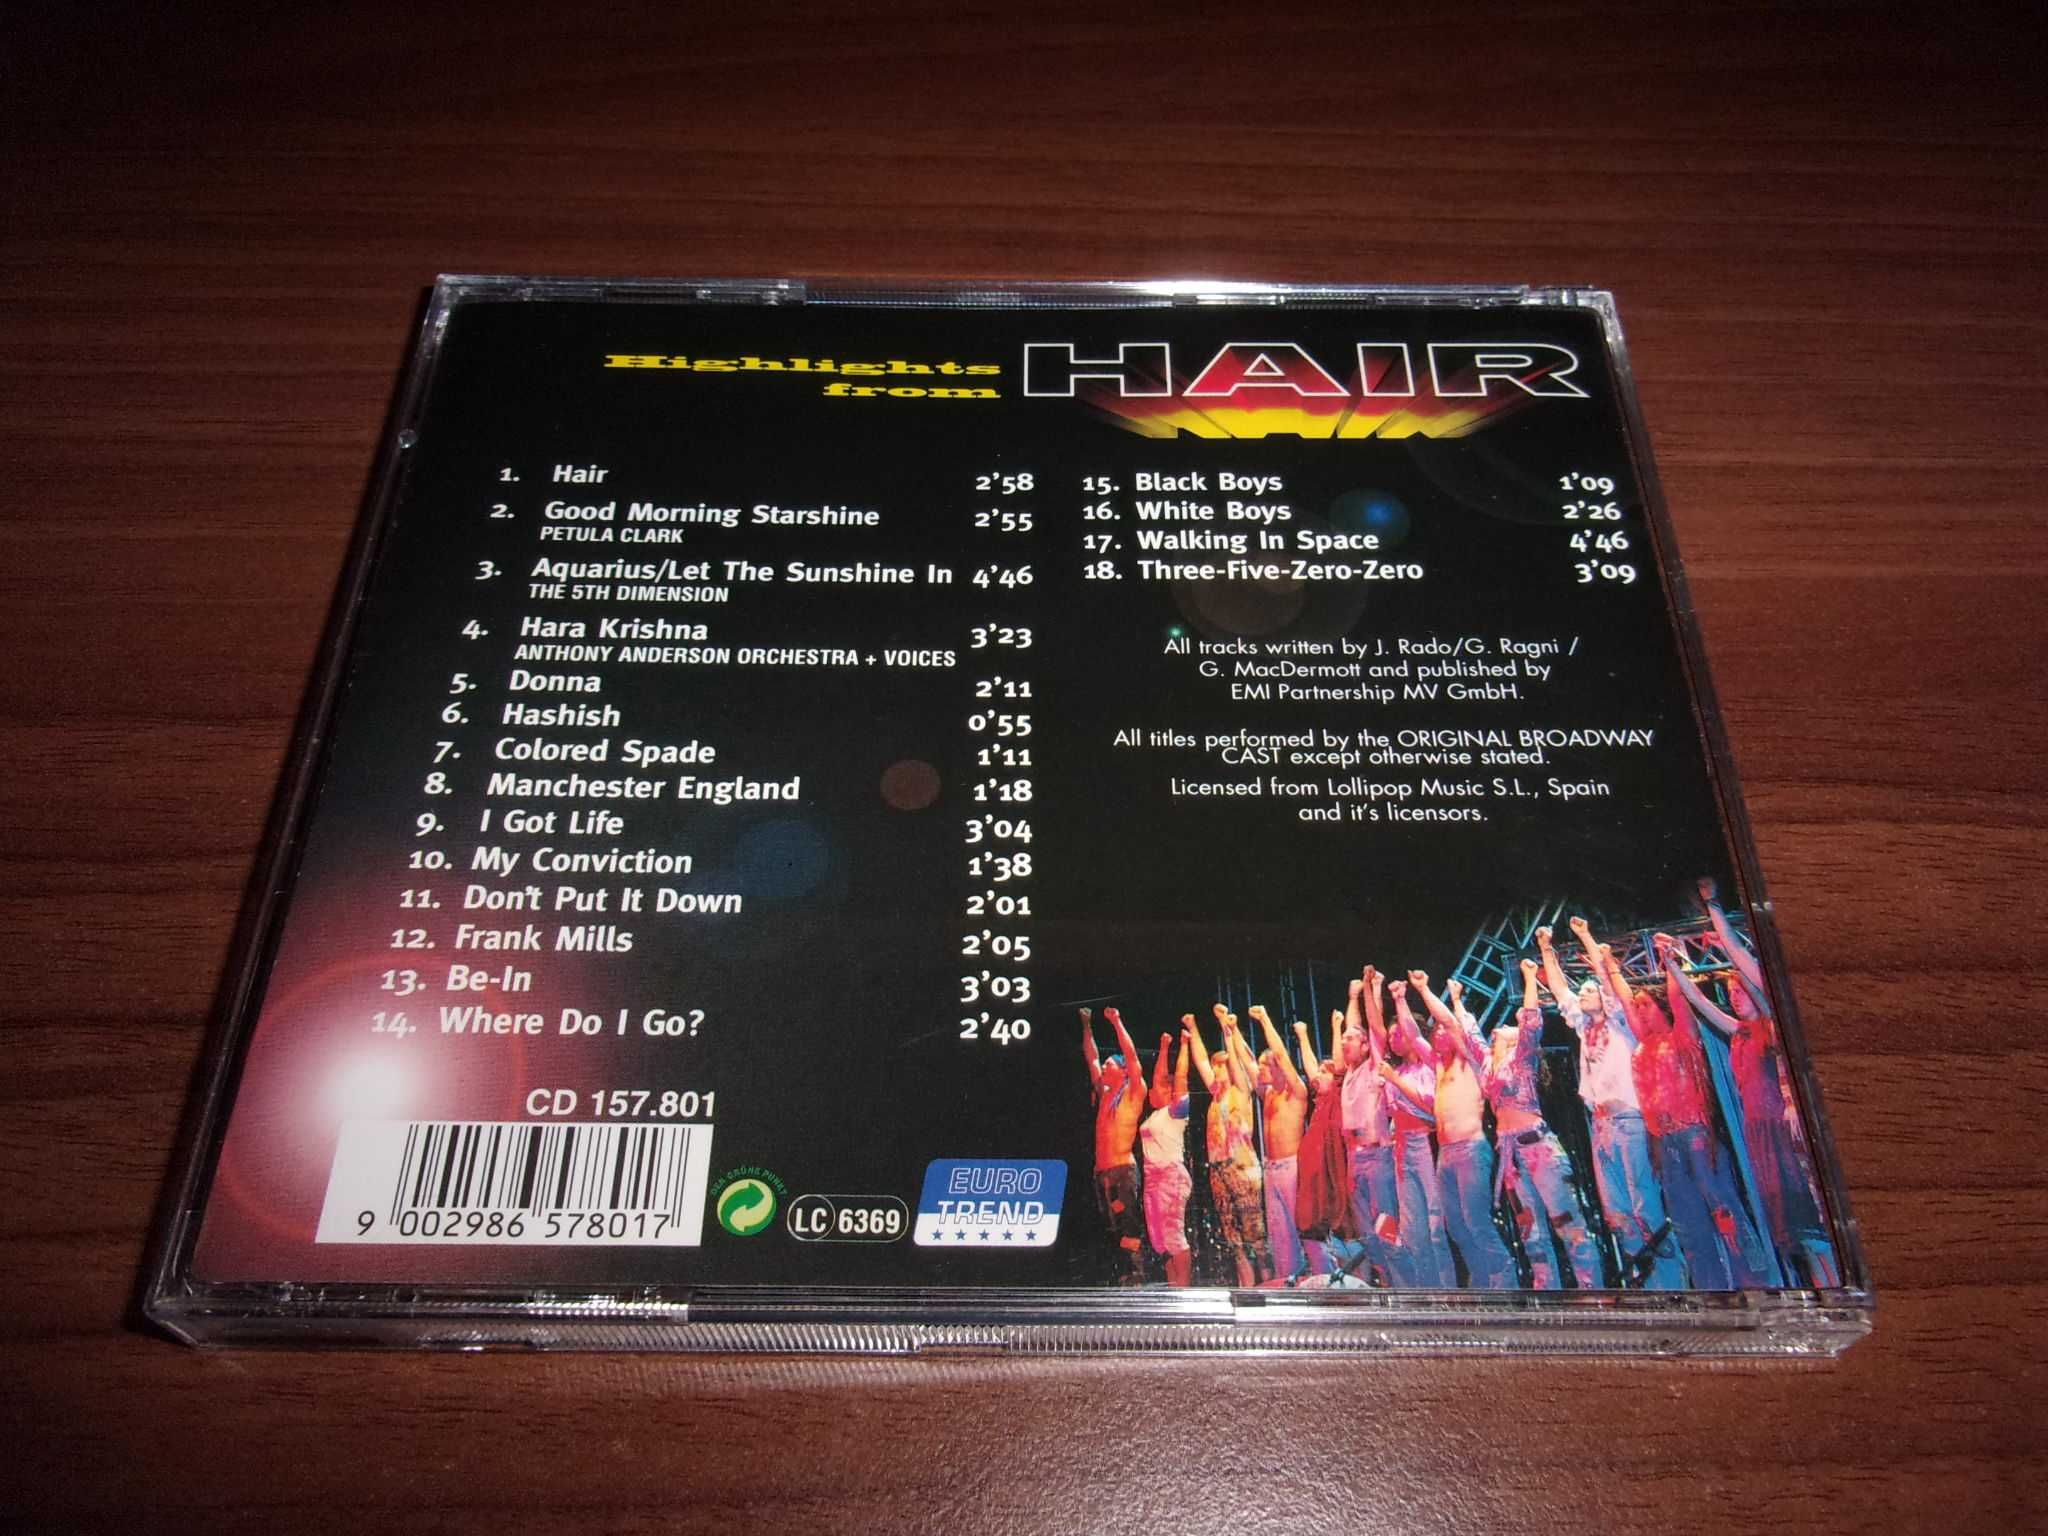 Highlights
from
HAIR
1. Hair 2'58
2. Good Morning Starshine 2'55
PETULA CLARK
3. Aquarius/Let The Sunshine In 4'46
THE 5TH DIMENSION
4. Hara Krishna 3'23
ANTHONY ANDERSON ORCHESTRA + VOICES
5. Donna 2'11
6. Hashish 0'55
7. Colored Spade 1'11
8. Manchester England 1'18
9. I Got Life 3'04
10. My Conviction 1'38
11. Don't Put It Down 2'01
12. Frank Mills 2'05
13. Be-In 3'03
14. Where Do I Go? 2'40
15. Black Boys 1'09
16. White Boys 2'26
17. Walking In Space 4'46
18. Three-Five-Zero-Zero 3'09
All tracks written by J. Rado/G. Ragni /
G. MacDermott and published by
EMI Partnership MV GmbH.
All titles performed by the ORIGINAL BROADWAY
CAST except otherwise stated.
Licensed from Lollipop Music S.L., Spain
and it's licensors.
CD 157.801
9 002986 578017
DER GRÜNE PUNKT
LC 6369
EURO
TREND